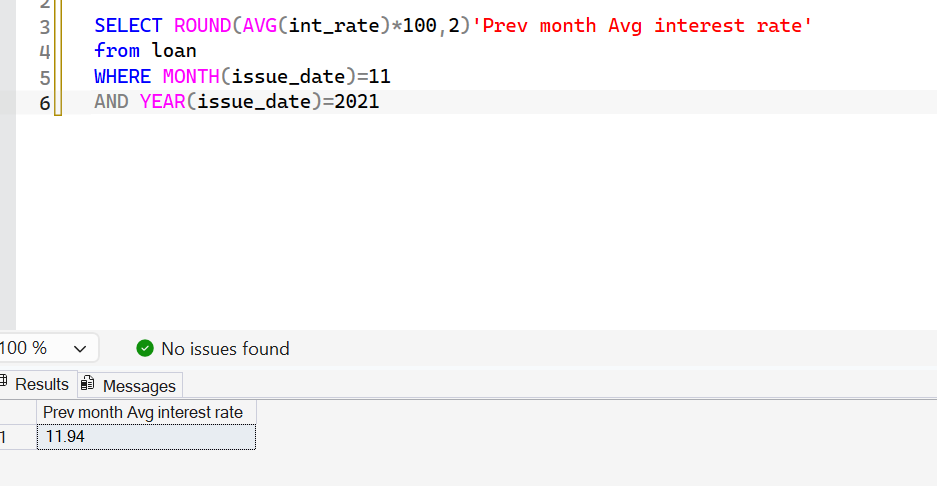 2
3 SELECT ROUND(AVG(int_rate)*100,2)'Prev month Avg interest rate'
4 from loan
5 WHERE MONTH(issue_date)=11
6 AND YEAR(issue_date)=2021
100 % No issues found
Results Messages
Prev month Avg interest rate
1 11.94